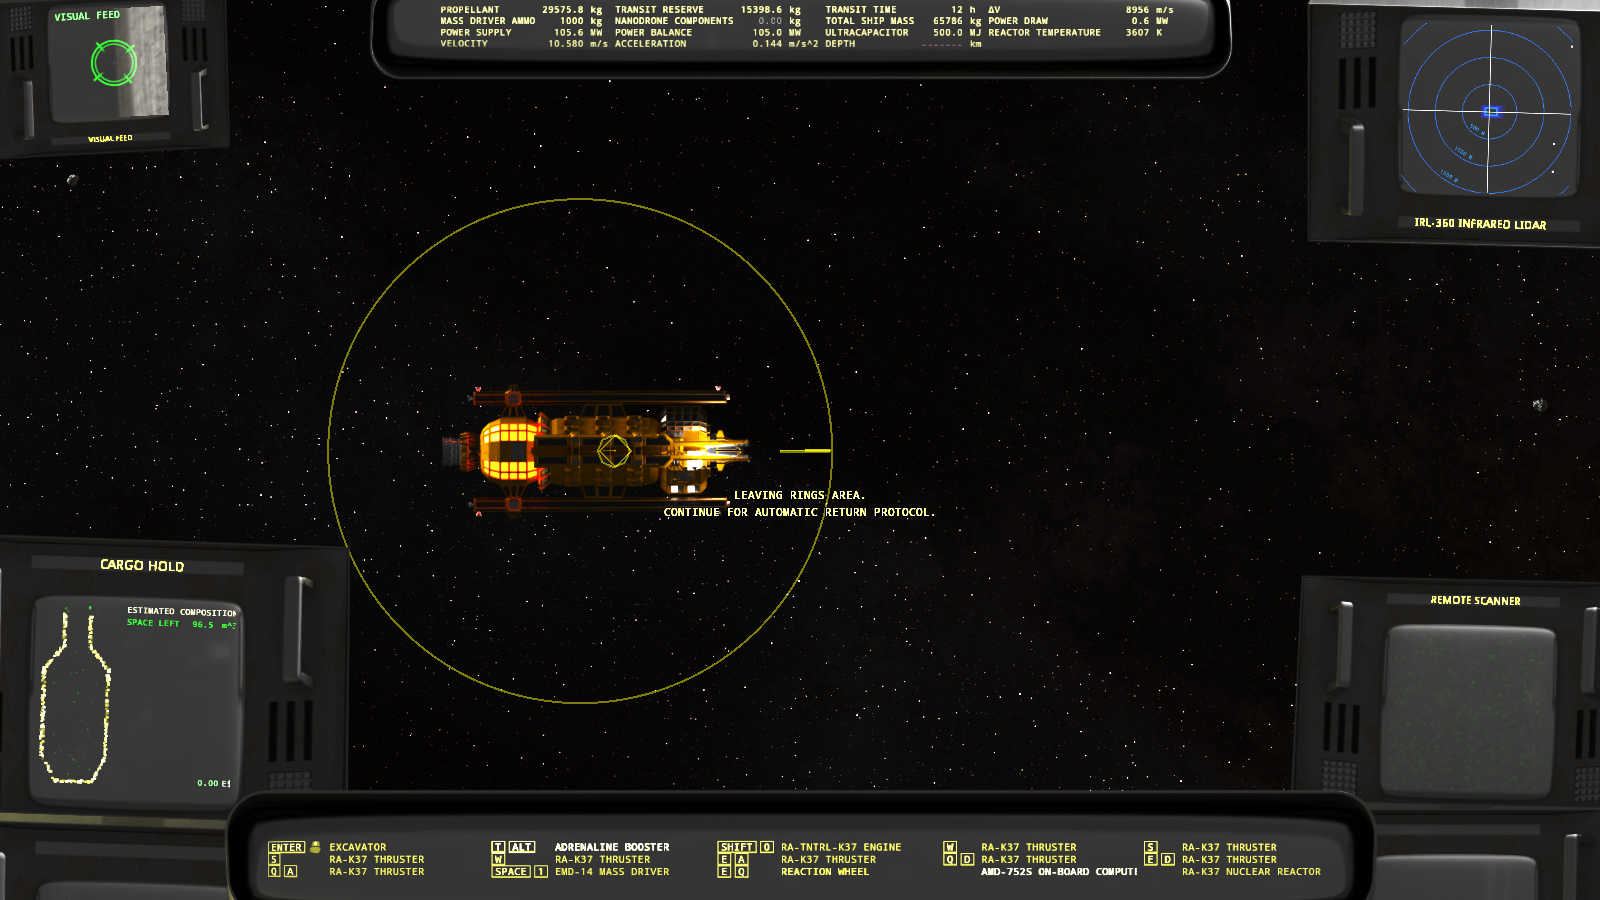 VISUAL FEED
VISUAL FEED
PROPELLANT 29575.8 kg TRANSIT RESERVE 15398.6 kg TRANSIT TIME 12 h ΔV 8956 m/s
MASS DRIVER AMMO 1000 kg NANODRONE COMPONENTS 0.00 kg TOTAL SHIP MASS 65786 kg POWER DRAW 0.6 MW
POWER SUPPLY 105.6 MW POWER BALANCE 105.0 MW ULTRACAPACITOR 500.0 MJ REACTOR TEMPERATURE 3607 K
VELOCITY 10.580 m/s ACCELERATION 0.144 m/s^2 DEPTH ------- km
500 m
1000 m
1500 m
IRL-360 INFRARED LIDAR
LEAVING RINGS AREA.
CONTINUE FOR AUTOMATIC RETURN PROTOCOL.
CARGO HOLD
ESTIMATED COMPOSITION
SPACE LEFT 96.5 m^3
0.00 E$
REMOTE SCANNER
ENTER EXCAVATOR T ALT ADRENALINE BOOSTER SHIFT O RA-TNTRL-K37 ENGINE W RA-K37 THRUSTER S RA-K37 THRUSTER
S RA-K37 THRUSTER W RA-K37 THRUSTER E A RA-K37 THRUSTER Q D RA-K37 THRUSTER E D RA-K37 THRUSTER
Q A RA-K37 THRUSTER SPACE 1 EMD-14 MASS DRIVER E Q REACTION WHEEL AMD-752S ON-BOARD COMPUTE RA-K37 NUCLEAR REACTOR